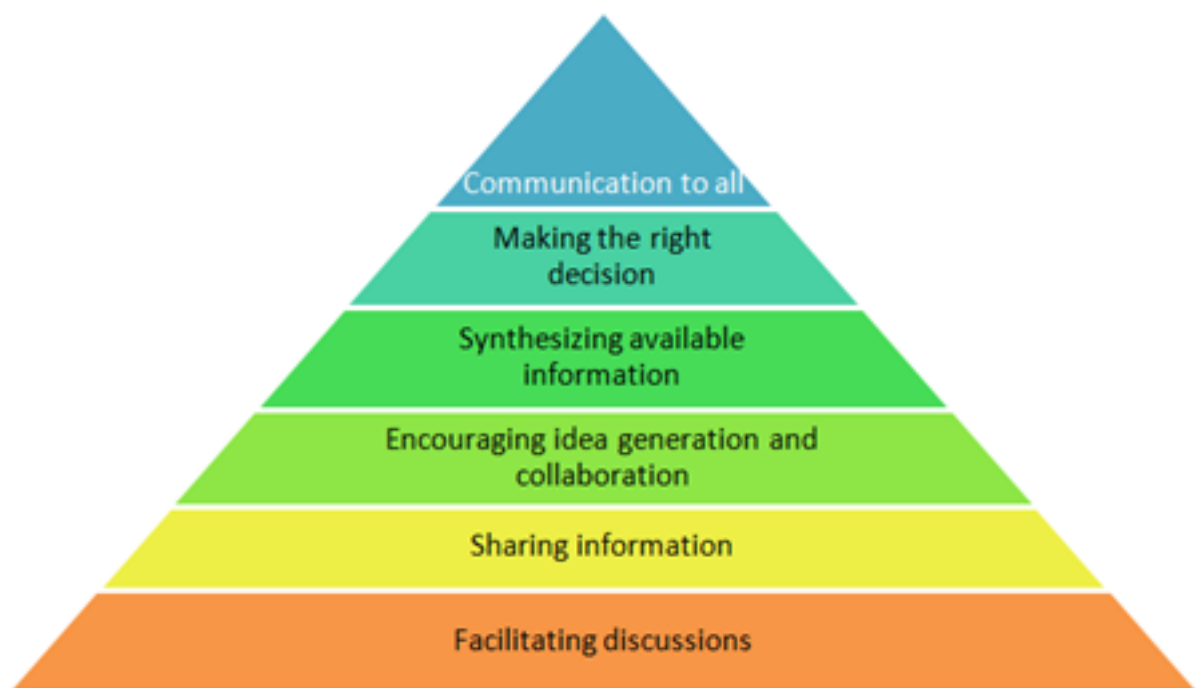 Communication to all
Making the right
decision
Synthesizing available
information
Encouraging idea generation and
collaboration
Sharing information
Facilitating discussions